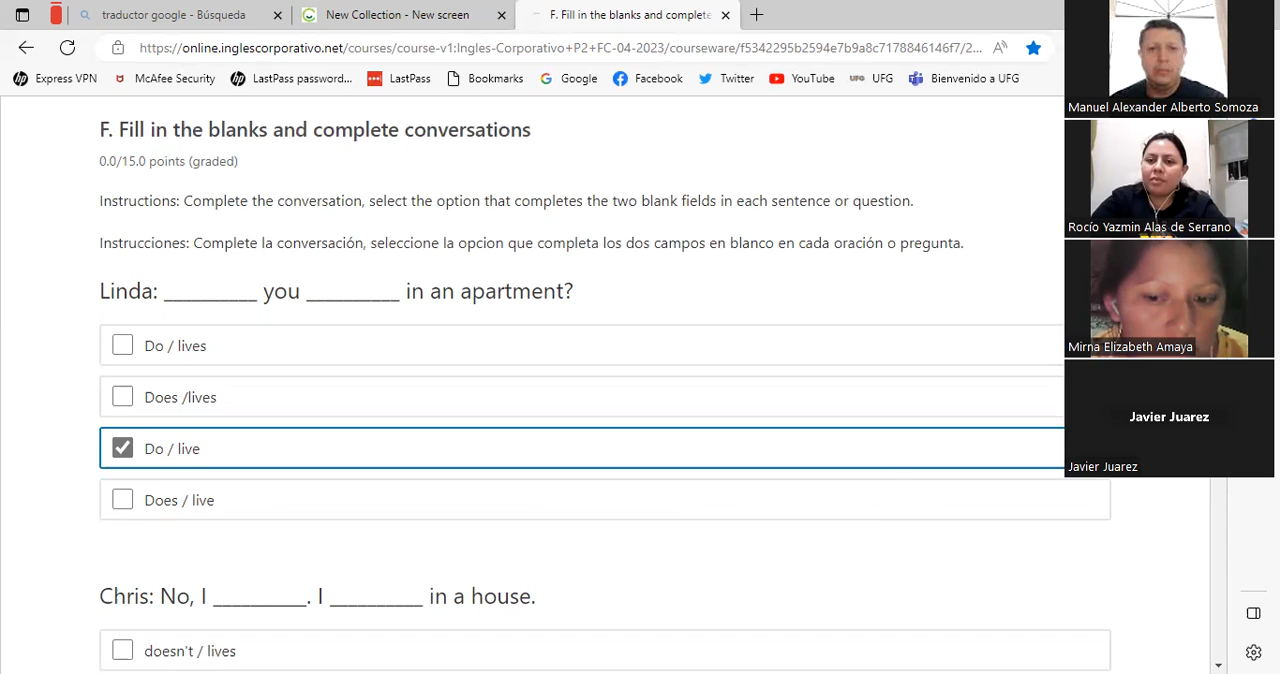 traductor google - Búsqueda
New Collection - New screen
F. Fill in the blanks and complete
https://online.inglescorporativo.net/courses/course-v1:Ingles-Corporativo+P2+FC-04-2023/courseware/f5342295b2594e7b9a8c7178846146f7/2...
Express VPN
McAfee Security
LastPass password...
LastPass
Bookmarks
Google
Facebook
Twitter
YouTube
UFG
UFG
Bienvenido a UFG
F. Fill in the blanks and complete conversations
0.0/15.0 points (graded)
Instructions: Complete the conversation, select the option that completes the two blank fields in each sentence or question.
Instrucciones: Complete la conversación, seleccione la opcion que completa los dos campos en blanco en cada oración o pregunta.
Linda: _________ you _________ in an apartment?
Do / lives
Does /lives
Do / live
Does / live
Chris: No, I _________. I _________ in a house.
doesn't / lives
Manuel Alexander Alberto Somoza
Rocío Yazmin Alas de Serrano
Mirna Elizabeth Amaya
Javier Juarez
Javier Juarez